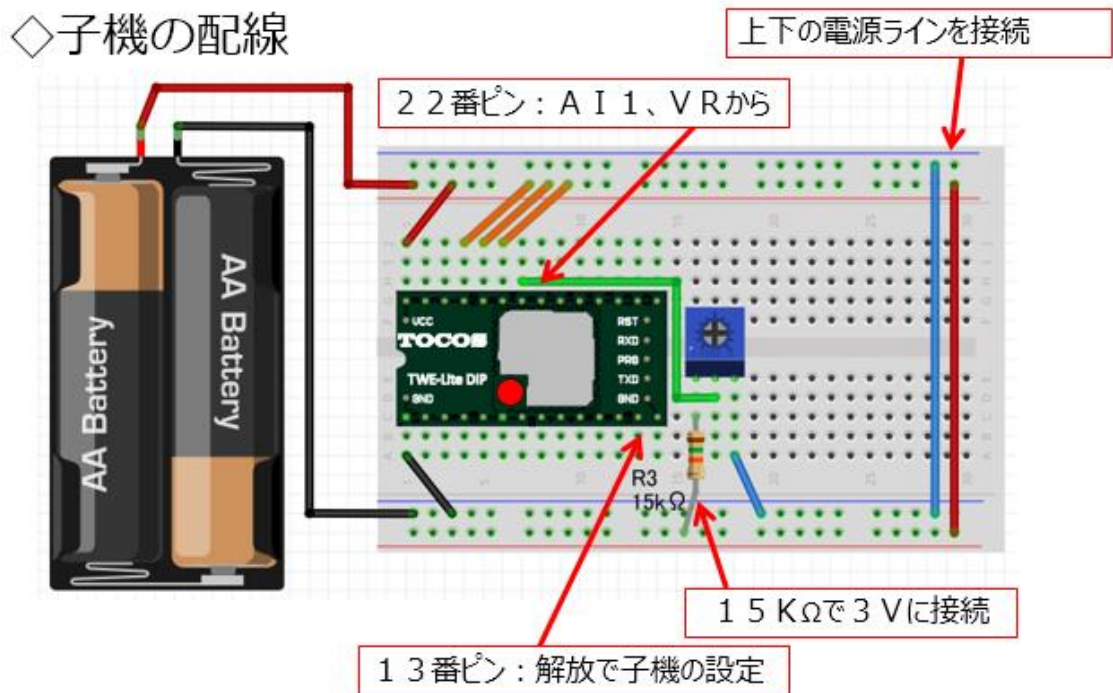 ◇子機の配線
上下の電源ラインを接続
22番ピン：AI1、VRから
AA Battery
AA Battery
VCC
TOCOS
TWE-Lite DIP
GND
RST
RXD
PRG
TXD
GND
R3
15kΩ
15KΩで3Vに接続
13番ピン：解放で子機の設定